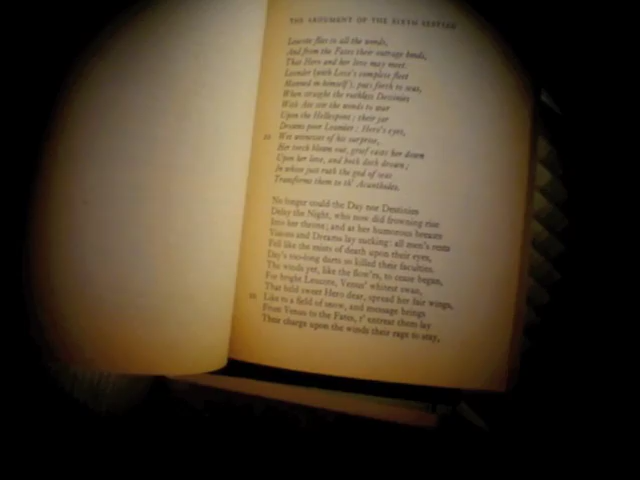 THE ARGUMENT OF THE SIXTH SESTYAD
Leucote flies to all the winds,
And from the Fates their outrage binds,
That Hero and her love may meet.
Leander (with Love's complete fleet
Manned in himself), puts forth to seas,
When straight the ruthless Destinies
With Ate stir the winds to war
Upon the Hellespont; their jar
Drowns poor Leander; Hero's eyes,
10 Wet witnesses of his surprise,
Her torch blown out, grief casts her down
Upon her love, and both doth drown;
In whose just ruth the god of seas
Transforms them to th' Acanthides.
No longer could the Day nor Destinies
Delay the Night, who now did frowning rise
Into her throne; and at her humorous breasts
Visions and Dreams lay sucking: all men's rests
Fell like the mists of death upon their eyes,
Day's too-long darts so killed their faculties.
The winds yet, like the flow'rs, to cease began,
For bright Leucote, Venus' whitest swan,
That held sweet Hero dear, spread her fair wings,
10 Like to a field of snow, and message brings
From Venus to the Fates, t' entreat them lay
Their charge upon the winds their rage to stay,